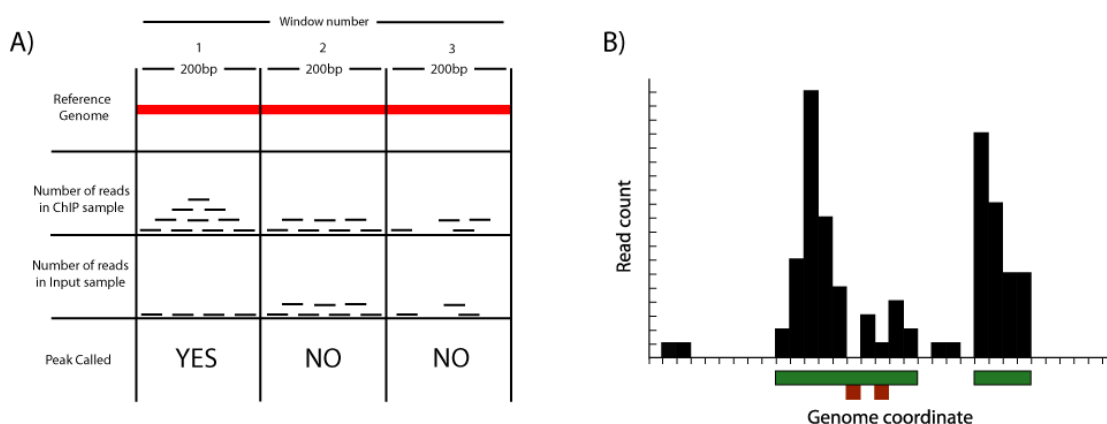 A)
Window number
1 2 3
200bp 200bp 200bp
Reference
Genome
Number of reads
in ChIP sample
Number of reads
in Input sample
Peak Called YES NO NO
B)
Read count
Genome coordinate